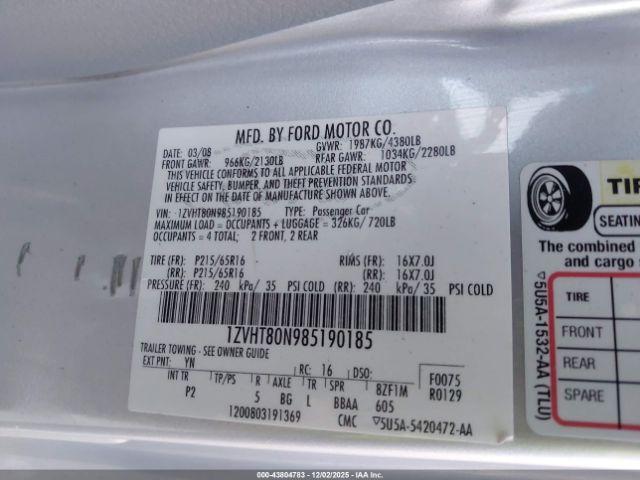 MFD. BY FORD MOTOR CO.
DATE: 03/08 GVWR: 1987KG/4380LB
FRONT GAWR: 966KG/2130LB RFAR GAWR: 1034KG/2280LB
THIS VEHICLE CONFORMS TO ALL APPLICABLE FEDERAL MOTOR
VEHICLE SAFETY, BUMPER, AND THEFT PREVENTION STANDARDS
IN EFFECT ON THE DATE OF MANUFACTURE SHOWN ABOVE.
VIN: 1ZVHT80N985190185 TYPE: Passenger Car
MAXIMUM LOAD = OCCUPANTS + LUGGAGE = 326KG/720LB
OCCUPANTS = 4 TOTAL; 2 FRONT, 2 REAR
TIRE (FR): P215/65R16 RIMS (FR): 16X7.0J
(RR): P215/65R16 (RR): 16X7.0J
PRESSURE (FR): 240 kPa/ 35 PSI COLD (RR): 240 kPa/ 35 PSI COLD
1ZVHT80N985190185
TRAILER TOWING - SEE OWNER GUIDE
EXT PNT: YN RC: 16 DSO: F0075
INT TR TP/PS R AXLE TR SPR BZF1M R0129
P2 5 BG L BBAA 605
1200803191369 CMC ▽5U5A-5420472-AA
TIR
SEATIN
The combined
and cargo s
TIRE
FRONT
REAR
SPARE
▽5U5A-1532-AA (TLU)
000-43804783 - 12/02/2025 - IAAI.COM